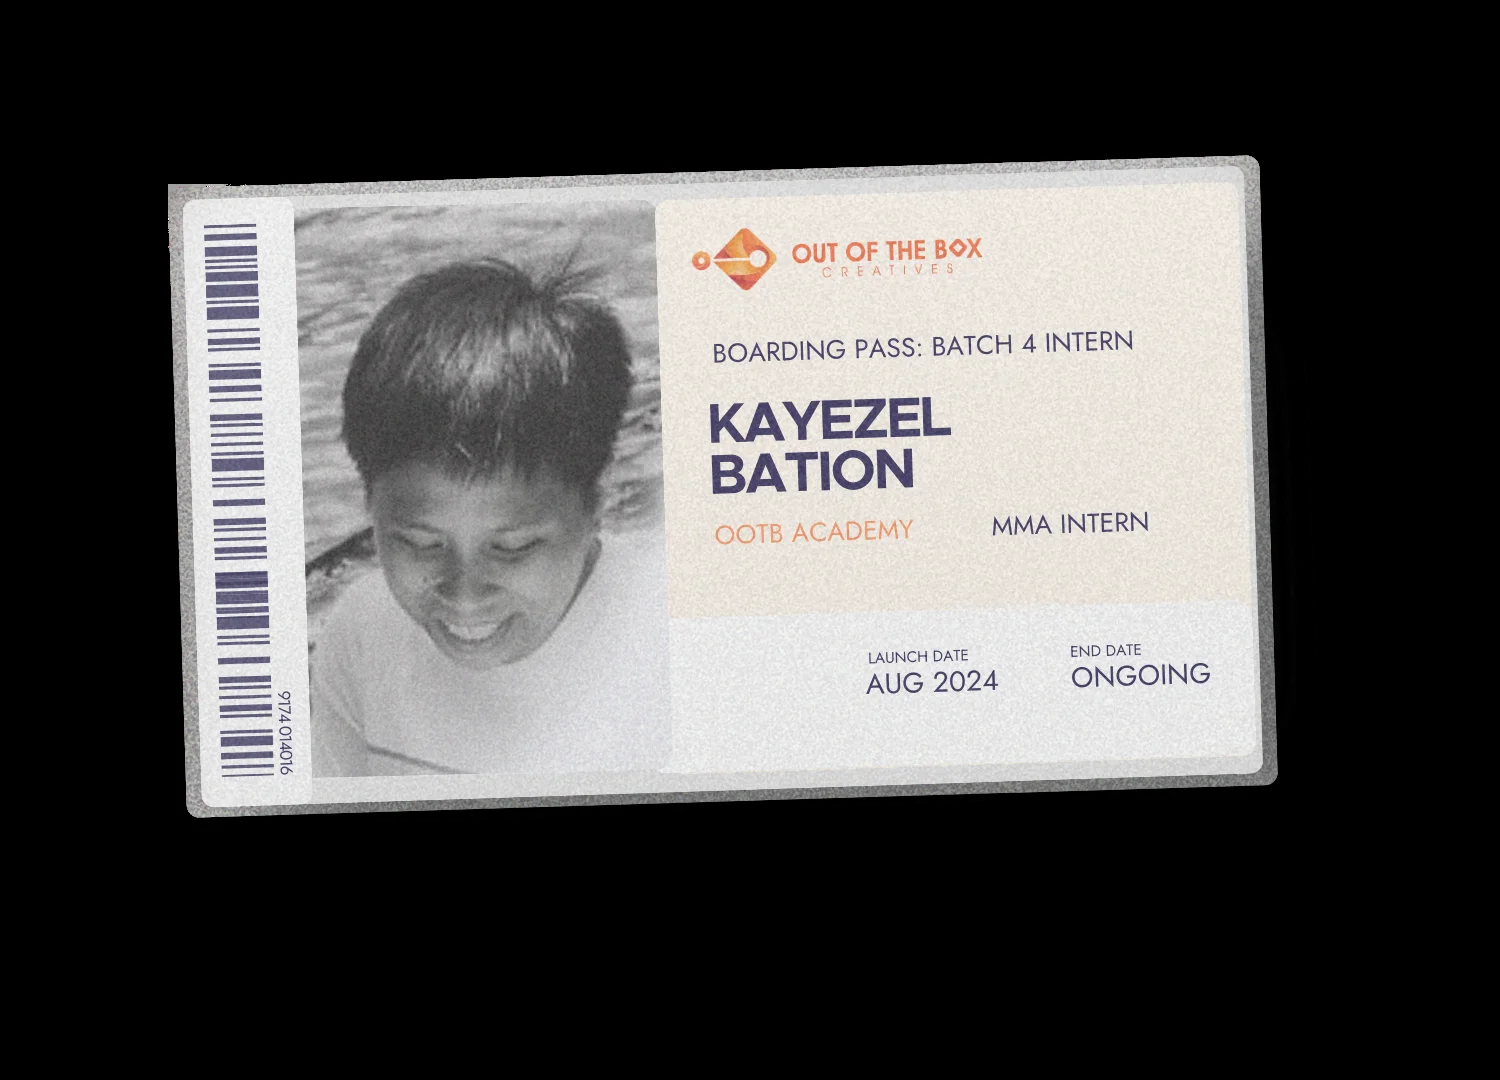 OUT OF THE BOX
CREATIVES
BOARDING PASS: BATCH 4 INTERN
KAYEZEL
BATION
OOTB ACADEMY
MMA INTERN
LAUNCH DATE
AUG 2024
END DATE
ONGOING
9174 014016